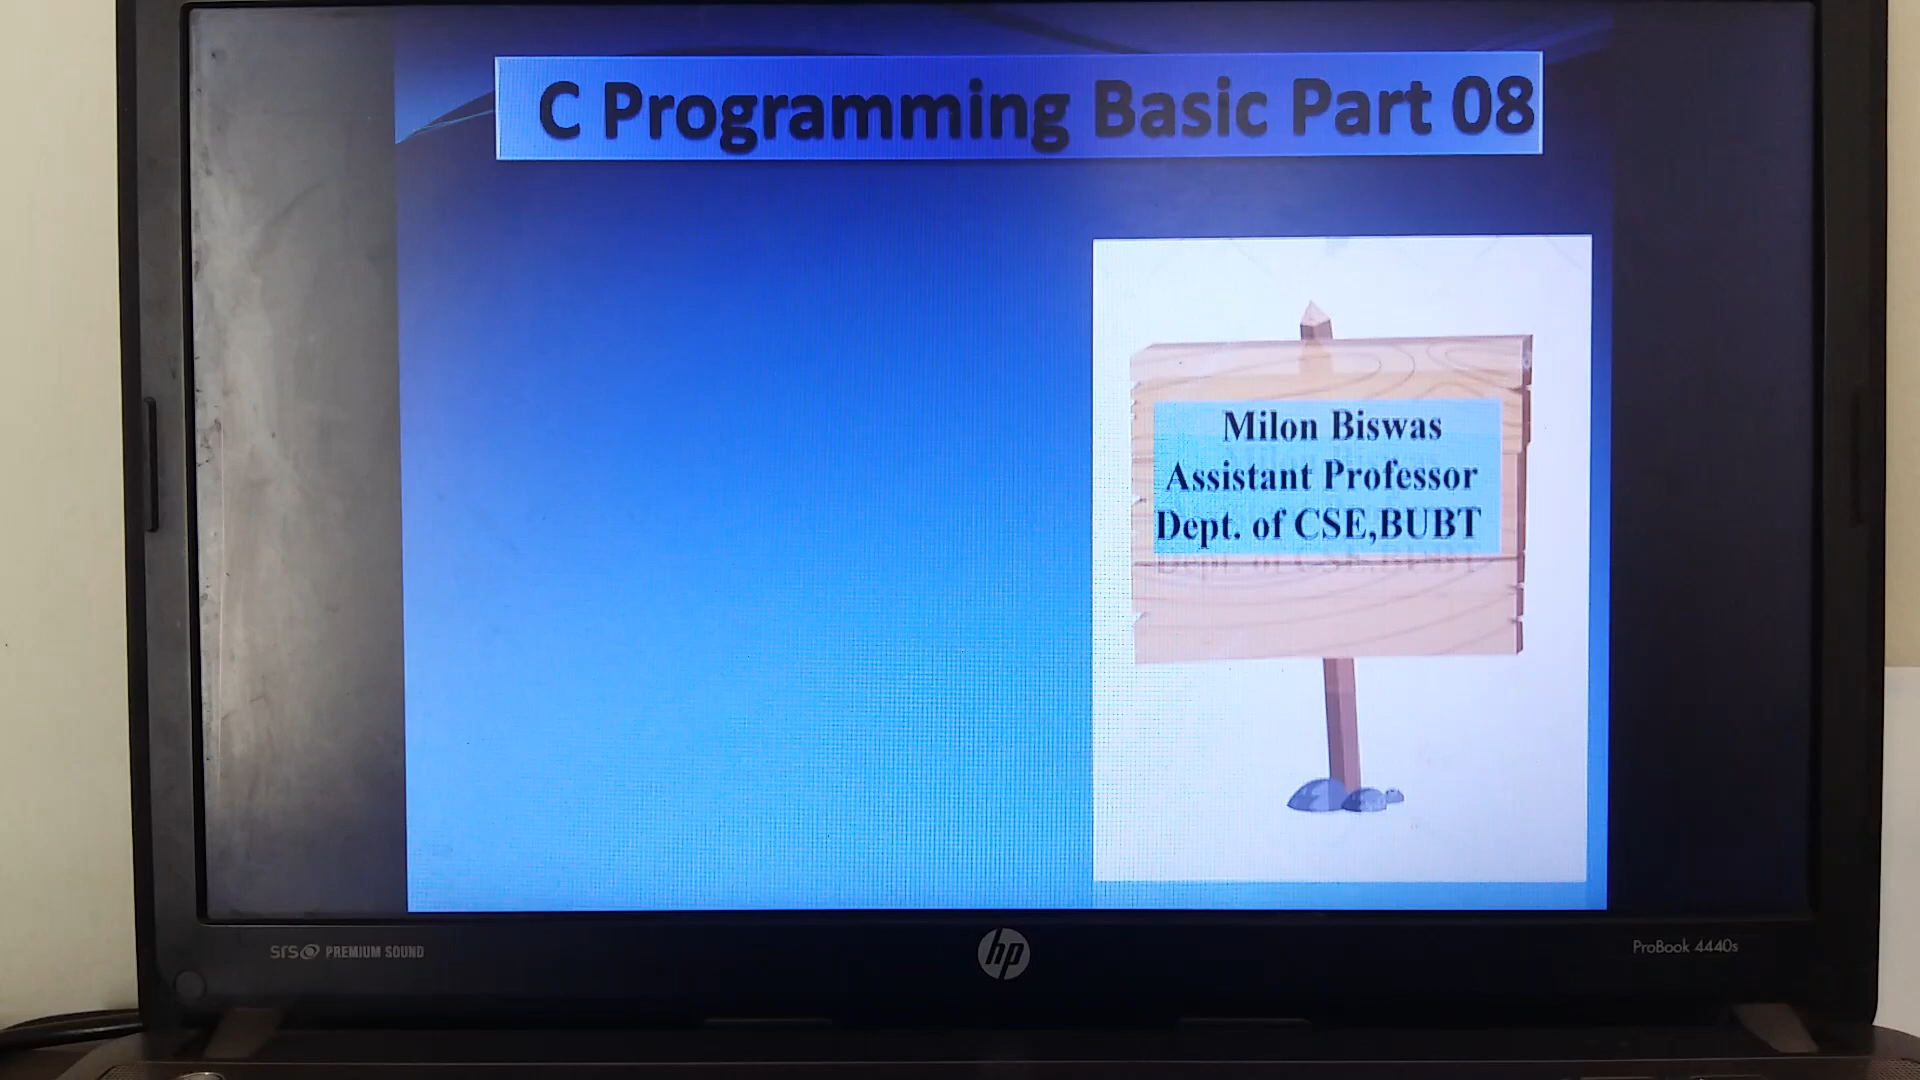 C Programming Basic Part 08
Milon Biswas
Assistant Professor
Dept. of CSE,BUBT
srs PREMIUM SOUND
hp
ProBook 4440s